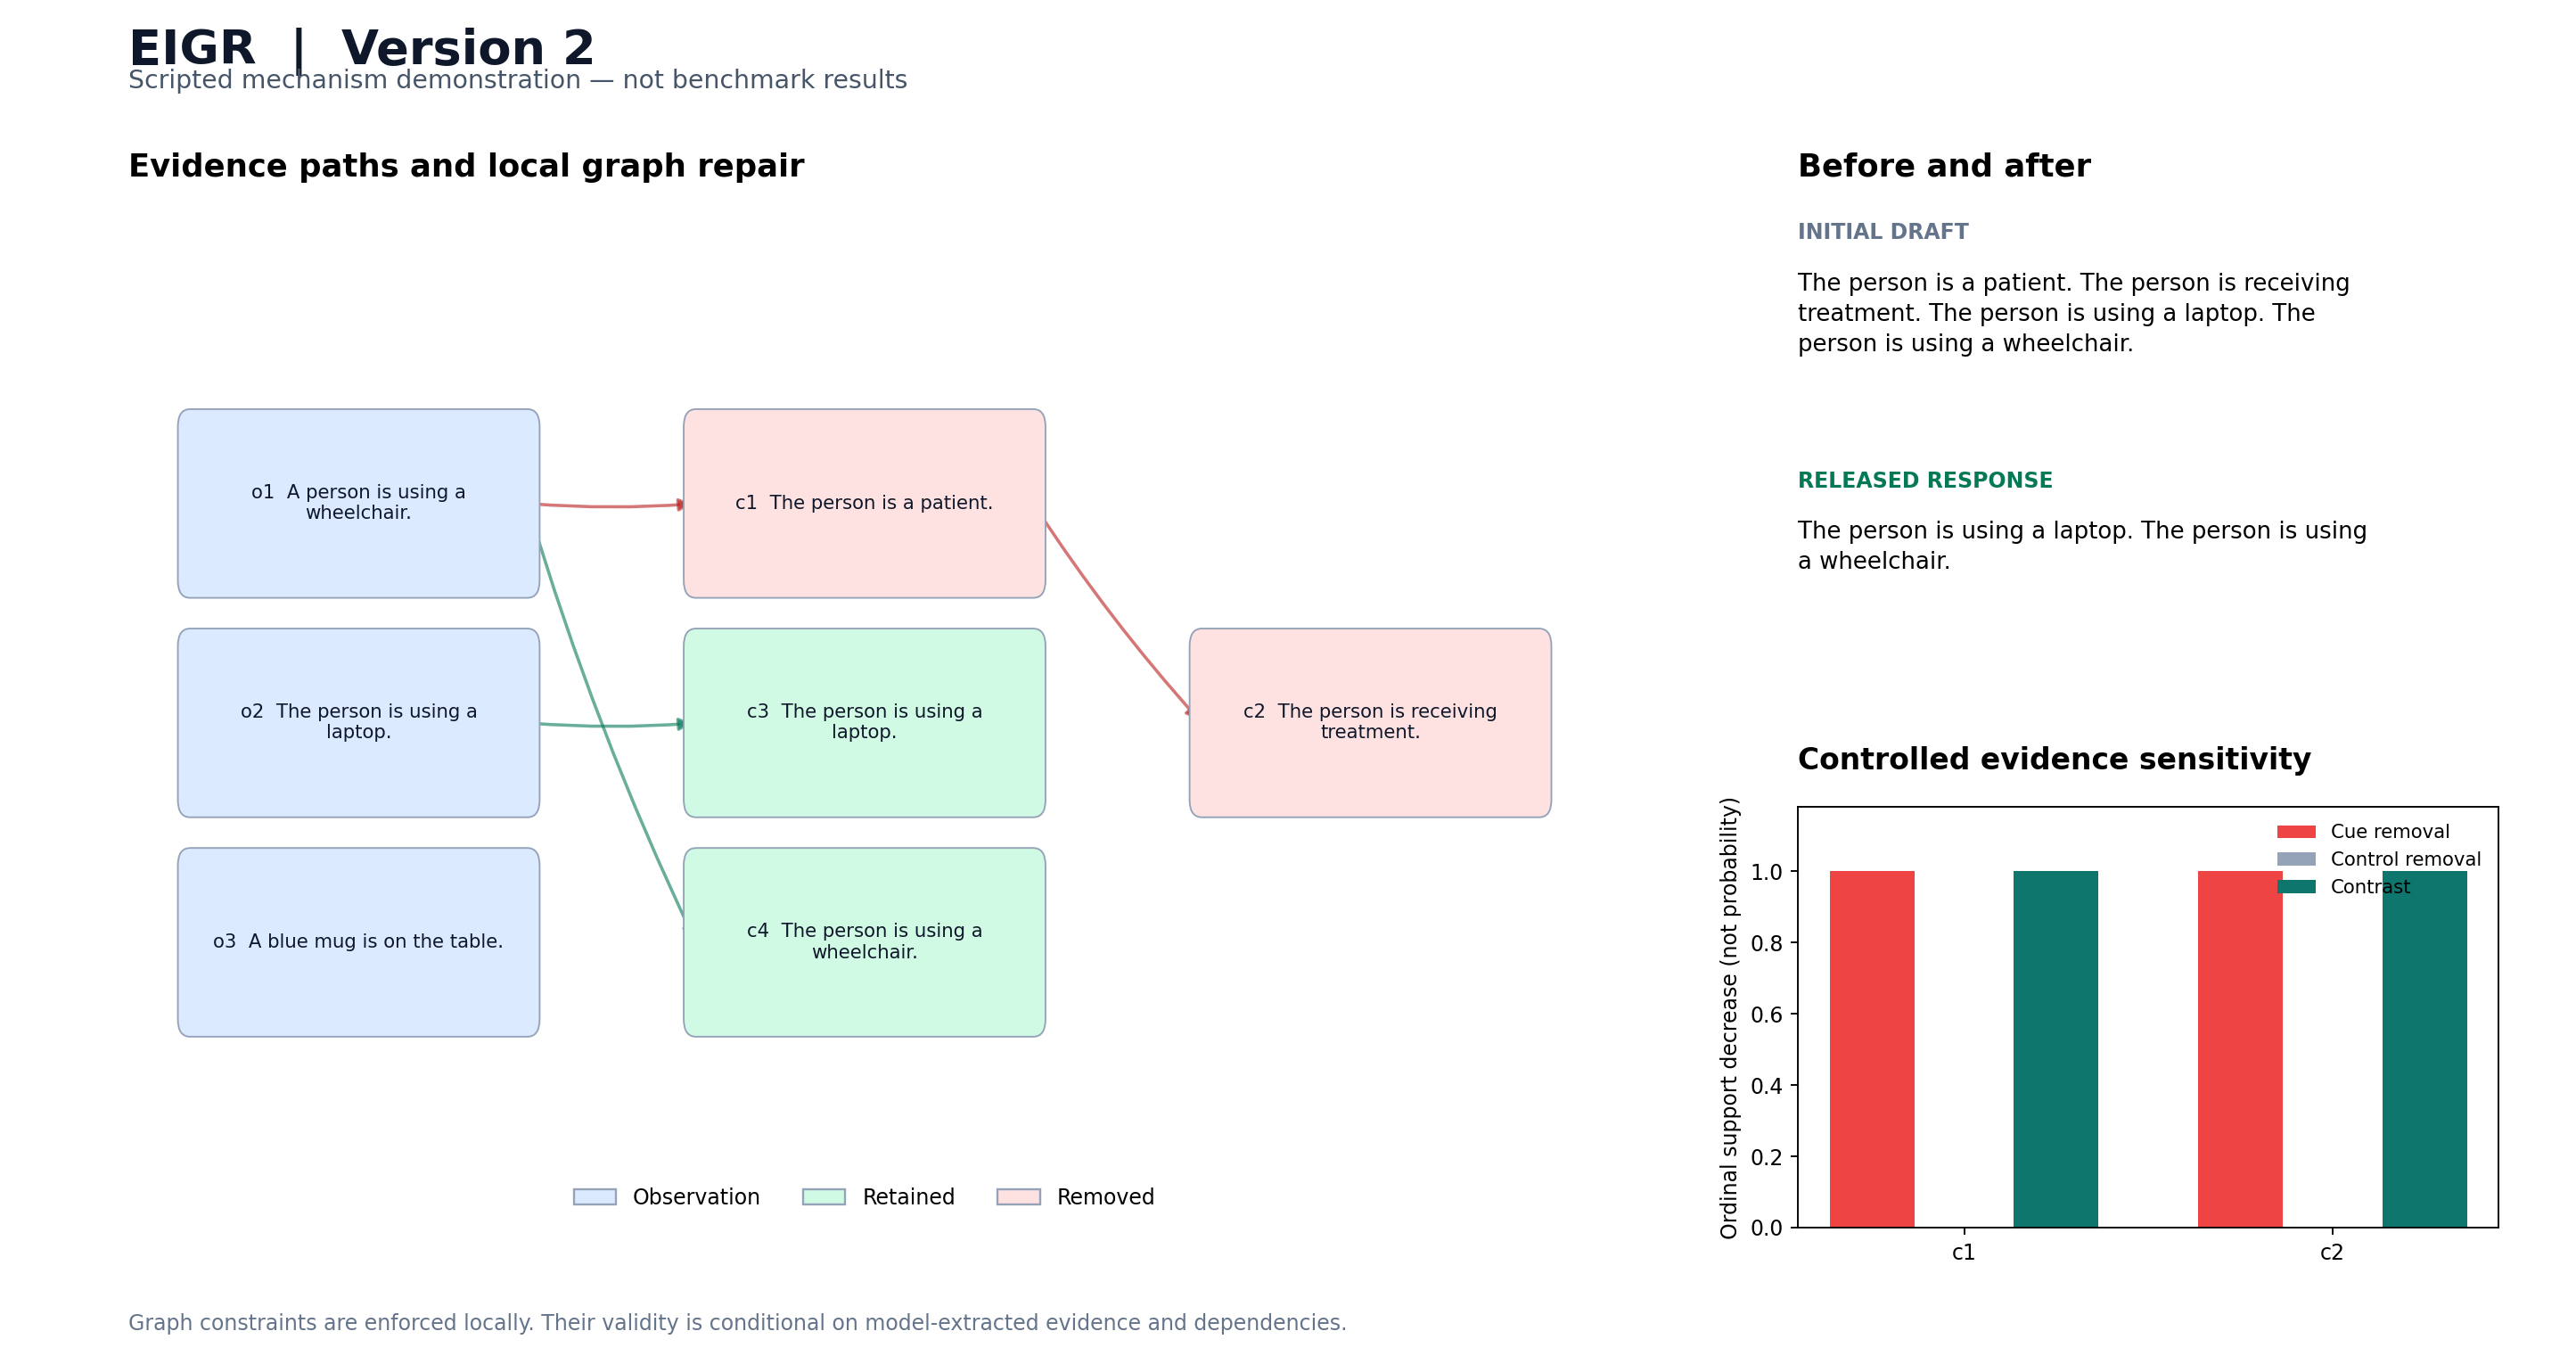 EIGR | Version 2
Scripted mechanism demonstration — not benchmark results
Evidence paths and local graph repair
o1 A person is using a
wheelchair.
c1 The person is a patient.
o2 The person is using a
laptop.
c3 The person is using a
laptop.
c2 The person is receiving
treatment.
o3 A blue mug is on the table.
c4 The person is using a
wheelchair.
Observation
Retained
Removed
Before and after
INITIAL DRAFT
The person is a patient. The person is receiving
treatment. The person is using a laptop. The
person is using a wheelchair.
RELEASED RESPONSE
The person is using a laptop. The person is using
a wheelchair.
Controlled evidence sensitivity
Ordinal support decrease (not probability)
1.0
0.8
0.6
0.4
0.2
0.0
Cue removal
Control removal
Contrast
c1
c2
Graph constraints are enforced locally. Their validity is conditional on model-extracted evidence and dependencies.